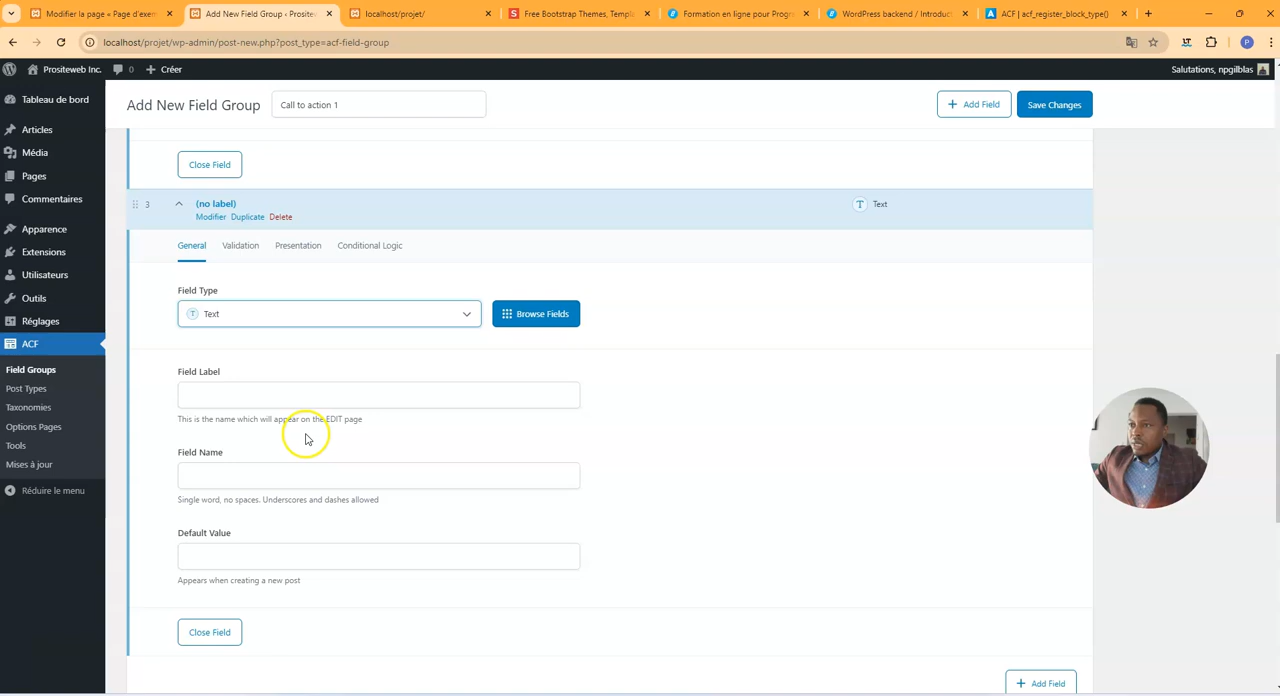 Modifier la page « Page d'exem
Add New Field Group ‹ Prositew
localhost/projet/
Free Bootstrap Themes, Templ
Formation en ligne pour Progr
WordPress backend / Introduct
ACF | acf_register_block_type()
localhost/projet/wp-admin/post-new.php?post_type=acf-field-group
LT
P
Prositeweb Inc.
0
Créer
Salutations, npgilblas
Tableau de bord
Articles
Média
Pages
Commentaires
Apparence
Extensions
Utilisateurs
Outils
Réglages
ACF
Field Groups
Post Types
Taxonomies
Options Pages
Tools
Mises à jour
Réduire le menu
Add New Field Group
Call to action 1
Add Field
Save Changes
Close Field
3
(no label)
T Text
Modifier Duplicate Delete
General Validation Presentation Conditional Logic
Field Type
T Text
Browse Fields
Field Label
This is the name which will appear on the EDIT page
Field Name
Single word, no spaces. Underscores and dashes allowed
Default Value
Appears when creating a new post
Close Field
Add Field